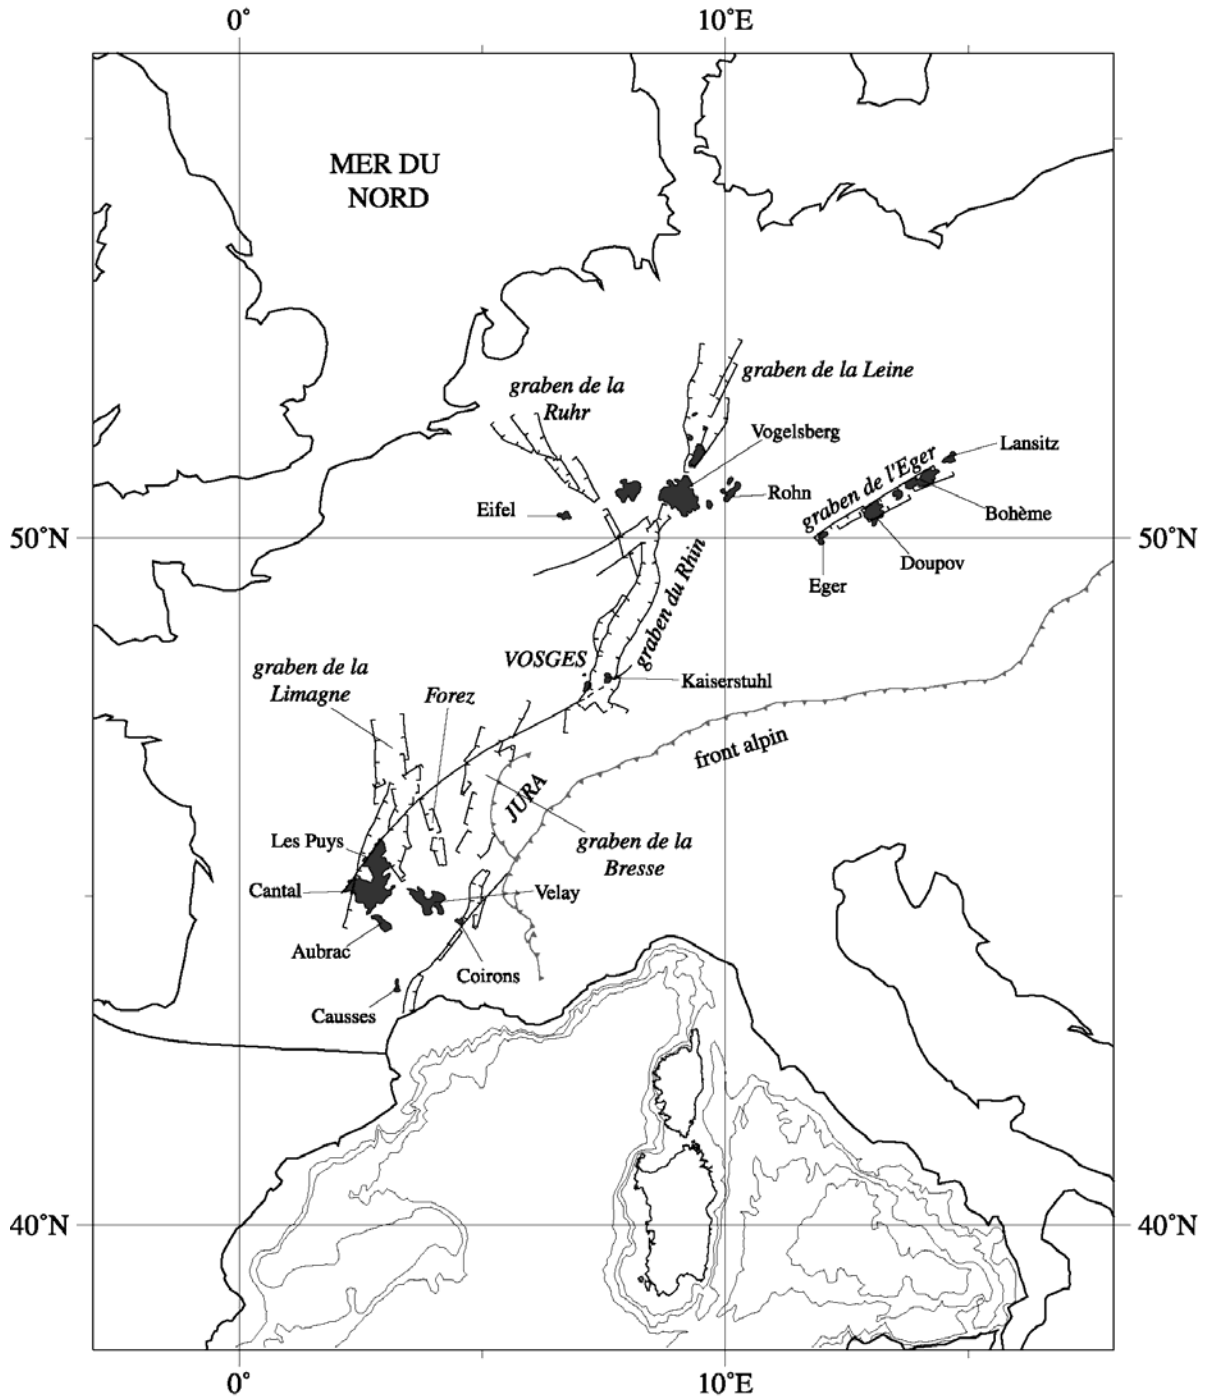 0°
10°E
MER DU
NORD
graben de la
Ruhr
graben de la Leine
Vogelsberg
Lansitz
graben de l'Eger
Rohn
Eifel
Bohème
50°N
50°N
Doupov
Eger
graben du Rhin
VOSGES
graben de la
Limagne
Forez
Kaiserstuhl
front alpin
JURA
Les Puys
graben de la
Bresse
Cantal
Velay
Aubrac
Coirons
Causses
40°N
40°N
0°
10°E